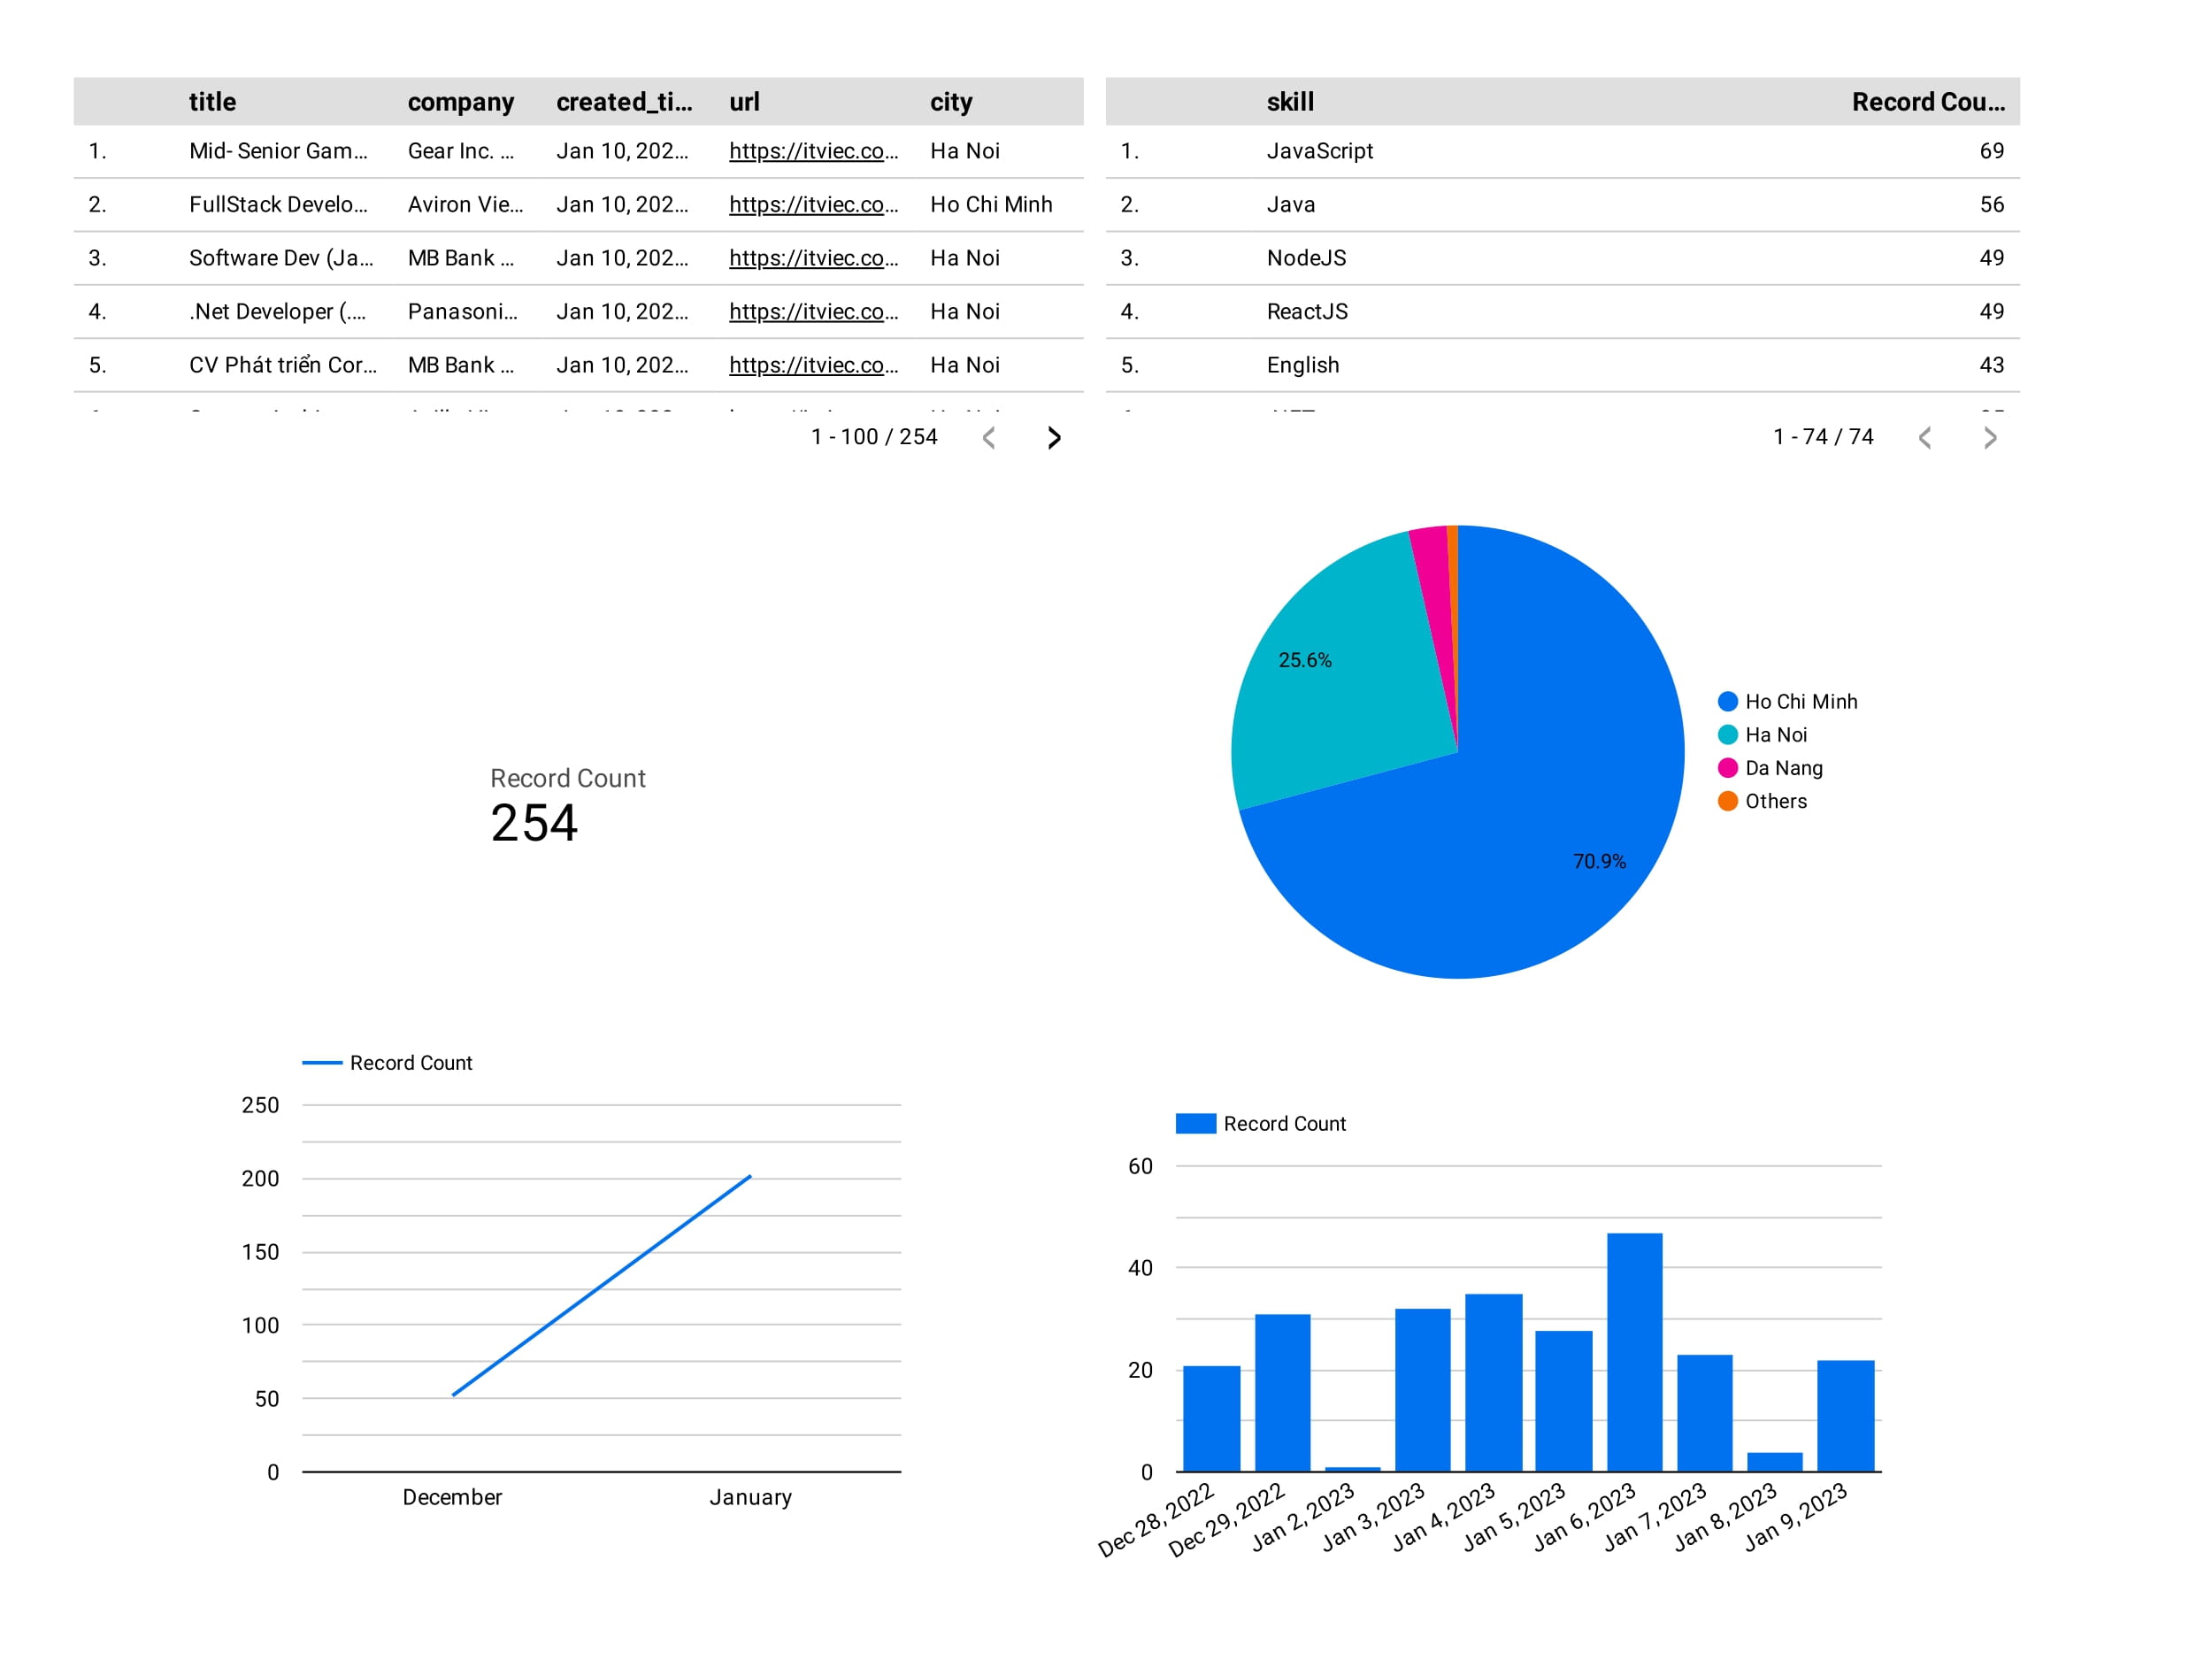 title company created_ti... url city
1. Mid- Senior Gam... Gear Inc. ... Jan 10, 202... https://itviec.co... Ha Noi
2. FullStack Develo... Aviron Vie... Jan 10, 202... https://itviec.co... Ho Chi Minh
3. Software Dev (Ja... MB Bank ... Jan 10, 202... https://itviec.co... Ha Noi
4. .Net Developer (.... Panasoni... Jan 10, 202... https://itviec.co... Ha Noi
5. CV Phát triển Cor... MB Bank ... Jan 10, 202... https://itviec.co... Ha Noi
1 - 100 / 254
skill Record Cou...
1. JavaScript 69
2. Java 56
3. NodeJS 49
4. ReactJS 49
5. English 43
1 - 74 / 74
Record Count
254
25.6%
70.9%
Ho Chi Minh
Ha Noi
Da Nang
Others
Record Count
250
200
150
100
50
0
December January
Record Count
60
40
20
0
Dec 28, 2022
Dec 29, 2022
Jan 2, 2023
Jan 3, 2023
Jan 4, 2023
Jan 5, 2023
Jan 6, 2023
Jan 7, 2023
Jan 8, 2023
Jan 9, 2023